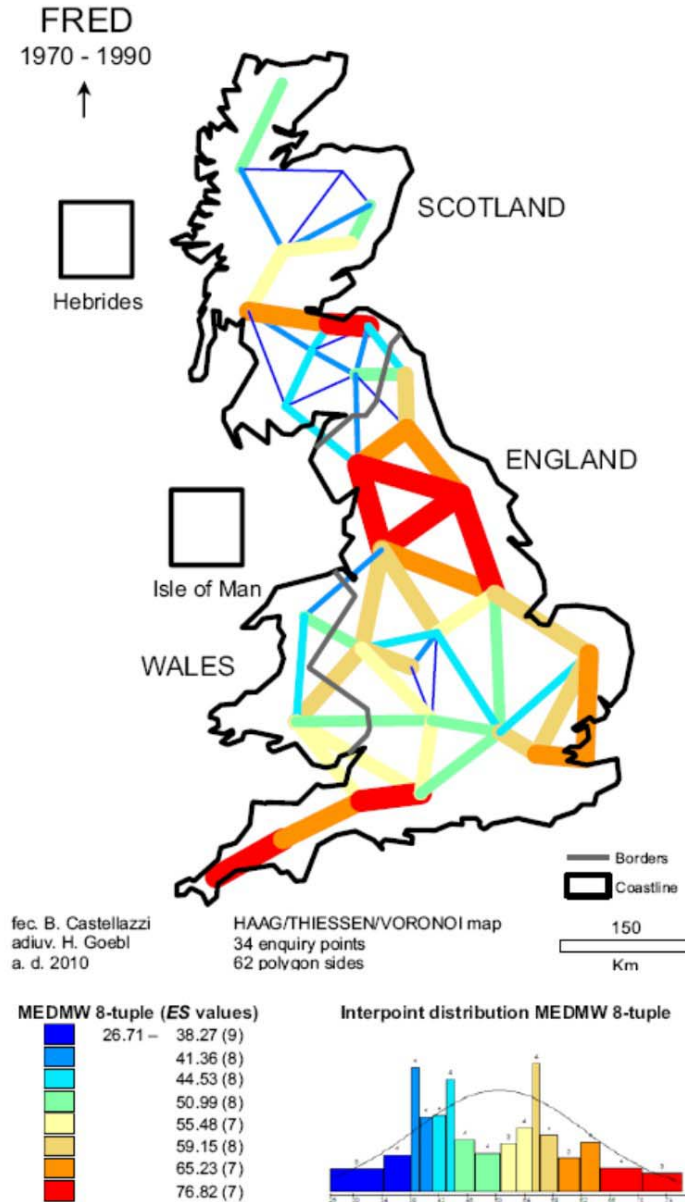 FRED
1970 - 1990
SCOTLAND
Hebrides
ENGLAND
Isle of Man
WALES
Borders
Coastline
fec. B. Castellazzi
adiuv. H. Goebl
a. d. 2010
HAAG/THIESSEN/VORONOI map
34 enquiry points
62 polygon sides
150
Km
MEDMW 8-tuple (ES values)
26.71 – 38.27 (9)
41.36 (8)
44.53 (8)
50.99 (8)
55.48 (7)
59.15 (8)
65.23 (7)
76.82 (7)
Interpoint distribution MEDMW 8-tuple